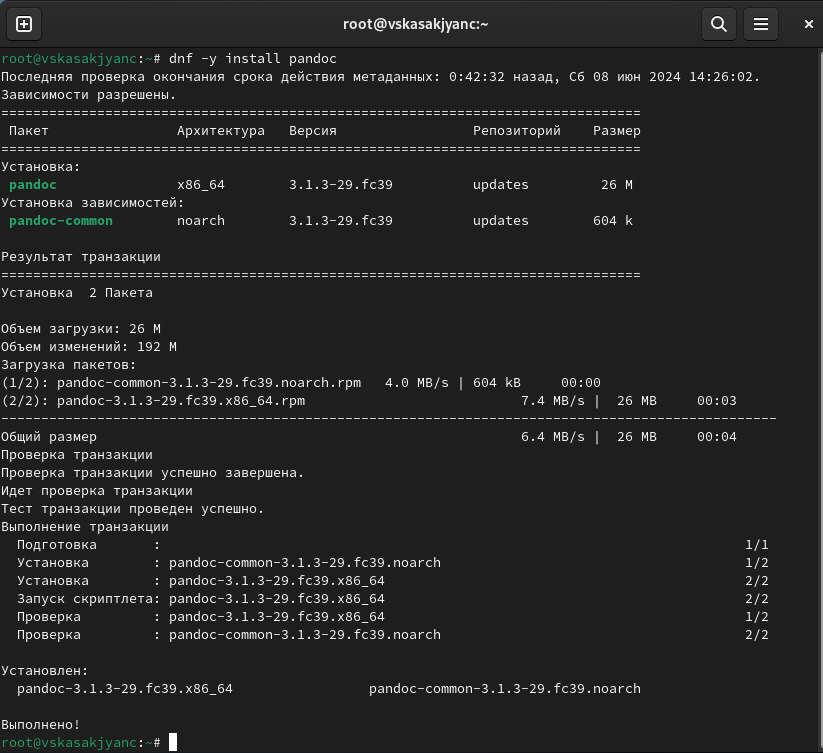 root@vskasakjyanc:~
root@vskasakjyanc:~# dnf -y install pandoc
Последняя проверка окончания срока действия метаданных: 0:42:32 назад, Сб 08 июн 2024 14:26:02.
Зависимости разрешены.
================================================================================
Пакет Архитектура Версия Репозиторий Размер
================================================================================
Установка:
pandoc x86_64 3.1.3-29.fc39 updates 26 M
Установка зависимостей:
pandoc-common noarch 3.1.3-29.fc39 updates 604 k
Результат транзакции
================================================================================
Установка 2 Пакета
Объем загрузки: 26 M
Объем изменений: 192 M
Загрузка пакетов:
(1/2): pandoc-common-3.1.3-29.fc39.noarch.rpm 4.0 MB/s | 604 kB 00:00
(2/2): pandoc-3.1.3-29.fc39.x86_64.rpm 7.4 MB/s | 26 MB 00:03
-------------------------------------------------------------------------------------------------
Общий размер 6.4 MB/s | 26 MB 00:04
Проверка транзакции
Проверка транзакции успешно завершена.
Идет проверка транзакции
Тест транзакции проведен успешно.
Выполнение транзакции
Подготовка : 1/1
Установка : pandoc-common-3.1.3-29.fc39.noarch 1/2
Установка : pandoc-3.1.3-29.fc39.x86_64 2/2
Запуск скриптлета: pandoc-3.1.3-29.fc39.x86_64 2/2
Проверка : pandoc-3.1.3-29.fc39.x86_64 1/2
Проверка : pandoc-common-3.1.3-29.fc39.noarch 2/2
Установлен:
pandoc-3.1.3-29.fc39.x86_64 pandoc-common-3.1.3-29.fc39.noarch
Выполнено!
root@vskasakjyanc:~#